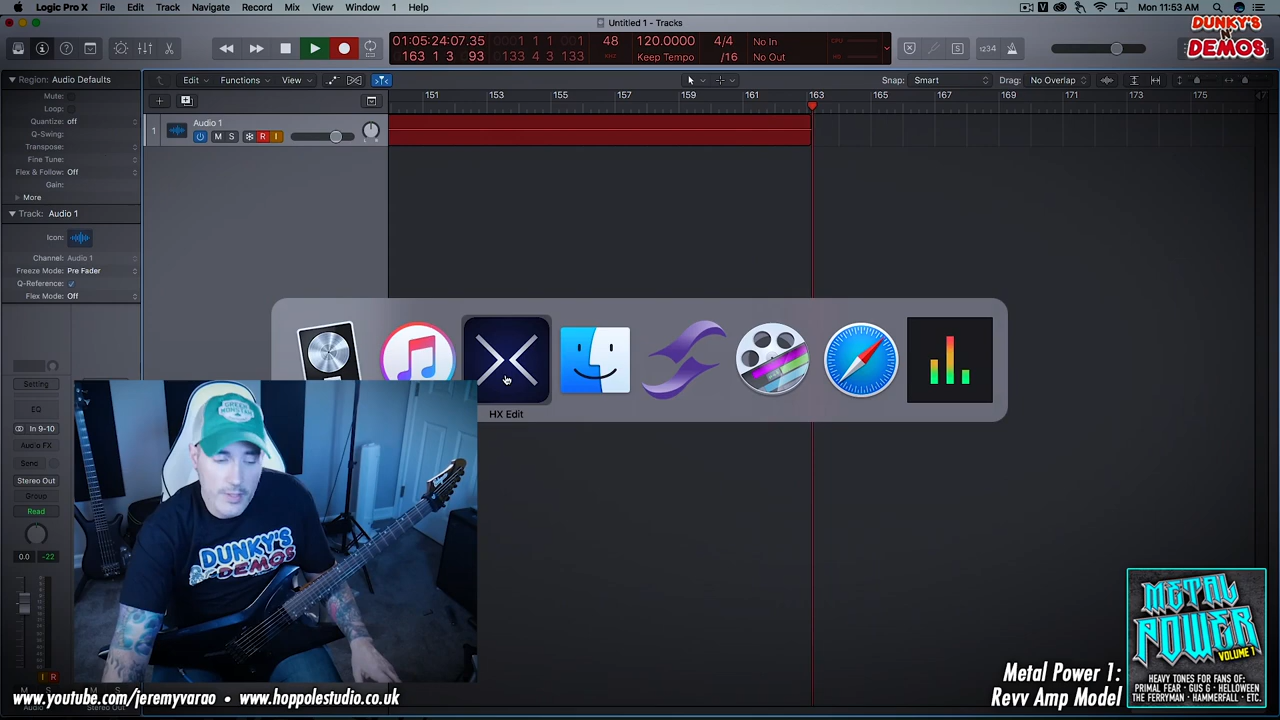 Logic Pro X File Edit Track Navigate Record Mix View Window 1 Help
Mon 11:53 AM
Untitled 1 - Tracks
DUNKY'S
DEMOS
01:05:24:07.35
163 1 3 93
48
120.0000
Keep Tempo
4/4
/16
No In
No Out
CPU
1234
Region: Audio Defaults
Edit Functions View
Snap: Smart
Drag: No Overlap
Mute:
Loop:
Quantize: off
Q-Swing:
Transpose:
Fine Tune:
Flex & Follow: Off
Gain:
More
Track: Audio 1
Icon:
Channel: Audio 1
Freeze Mode: Pre Fader
Q-Reference:
Flex Mode: Off
151 153 155 157 159 161 163 165 167 169 171 173 175
1
Audio 1
M S R I
HX Edit
Setting
EQ
In 9-10
Audio FX
Send
Stereo Out
Group
Read
0.0 -22
I R
DUNKY'S
DEMOS
METAL
POWER
VOLUME 1
HEAVY TONES FOR FANS OF:
PRIMAL FEAR · GUS G · HELLOWEEN
THE FERRYMAN · HAMMERFALL · ETC.
Metal Power 1:
Revv Amp Model
www.youtube.com/jeremyvarao • www.hoppolestudio.co.uk